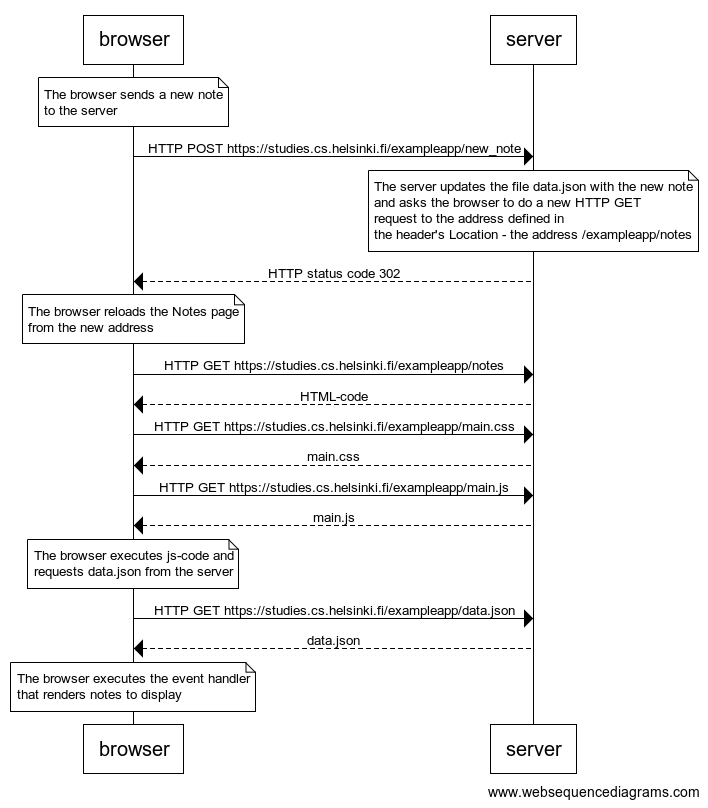 browser
server
The browser sends a new note
to the server
HTTP POST https://studies.cs.helsinki.fi/exampleapp/new_note
The server updates the file data.json with the new note
and asks the browser to do a new HTTP GET
request to the address defined in
the header's Location - the address /exampleapp/notes
HTTP status code 302
The browser reloads the Notes page
from the new address
HTTP GET https://studies.cs.helsinki.fi/exampleapp/notes
HTML-code
HTTP GET https://studies.cs.helsinki.fi/exampleapp/main.css
main.css
HTTP GET https://studies.cs.helsinki.fi/exampleapp/main.js
main.js
The browser executes js-code and
requests data.json from the server
HTTP GET https://studies.cs.helsinki.fi/exampleapp/data.json
data.json
The browser executes the event handler
that renders notes to display
browser
server
www.websequencediagrams.com